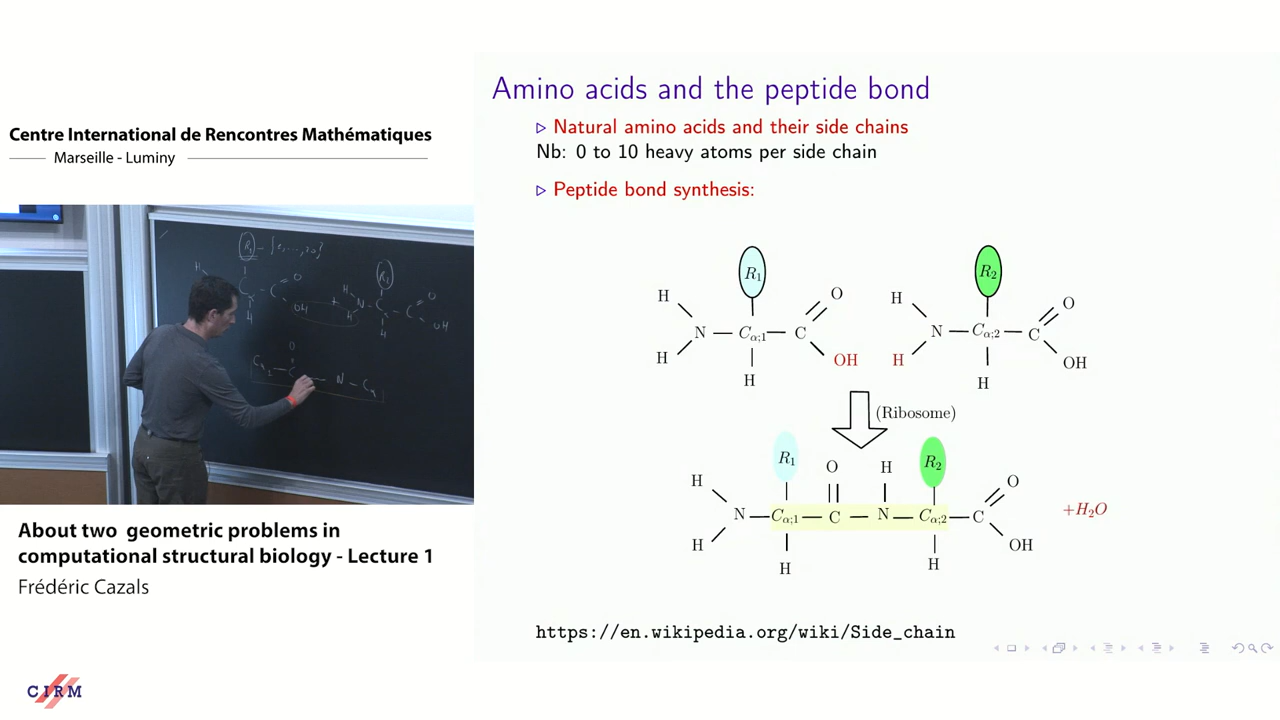 Centre International de Rencontres Mathématiques
Marseille - Luminy
About two geometric problems in
computational structural biology - Lecture 1
Frédéric Cazals
CIRM
Amino acids and the peptide bond
▷ Natural amino acids and their side chains
Nb: 0 to 10 heavy atoms per side chain
▷ Peptide bond synthesis:
R1 R2
H O H O
N Cα;1 C N Cα;2 C
H OH H OH
H H
(Ribosome)
R1 O H R2
H O
N Cα;1 C N Cα;2 C +H2O
H OH
H H
https://en.wikipedia.org/wiki/Side_chain